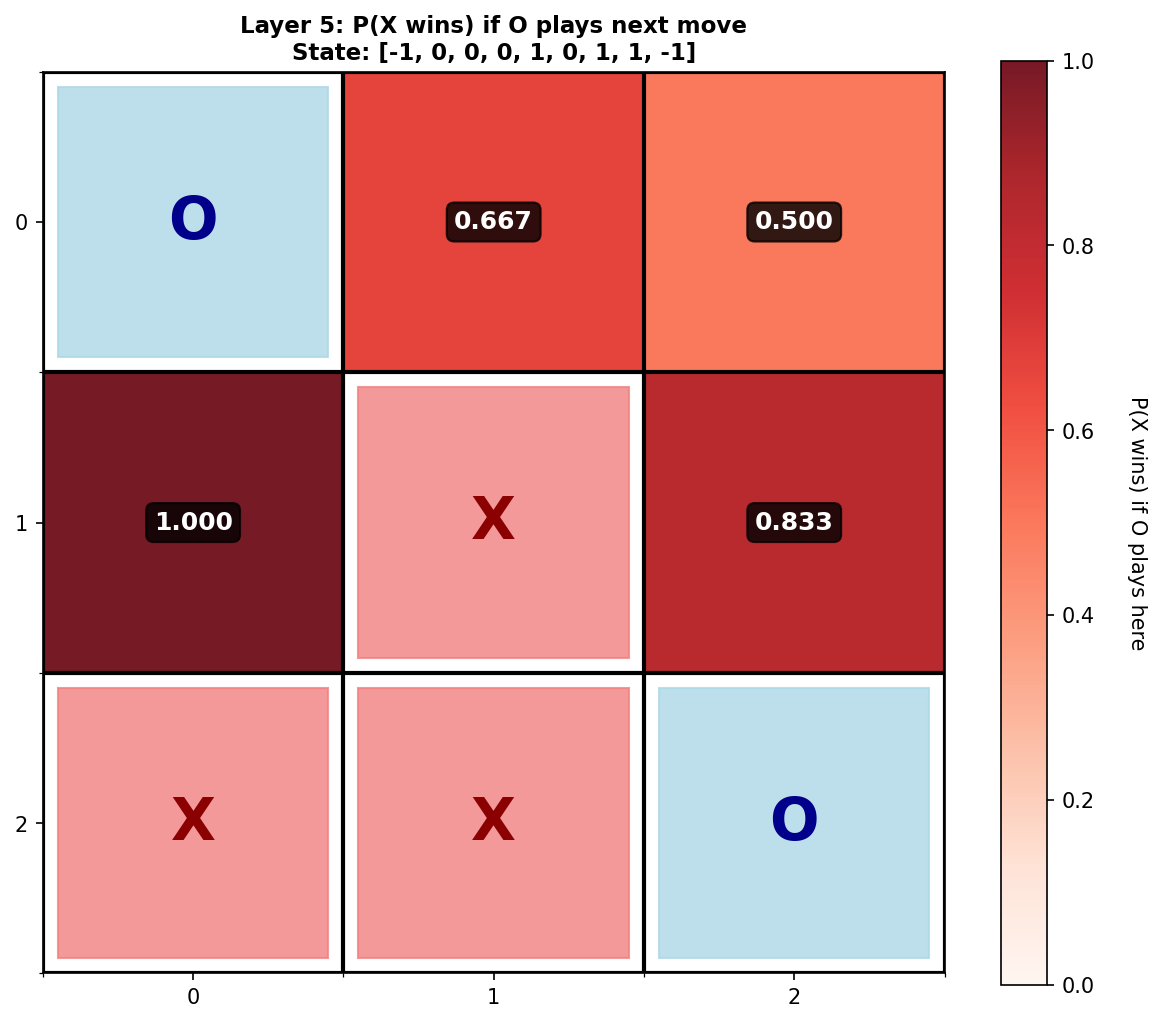 Layer 5: P(X wins) if O plays next move
State: [-1, 0, 0, 0, 1, 0, 1, 1, -1]
0
O
0.667
0.500
1
1.000
X
0.833
2
X
X
O
0
1
2
1.0
0.8
0.6
0.4
0.2
0.0
P(X wins) if O plays here